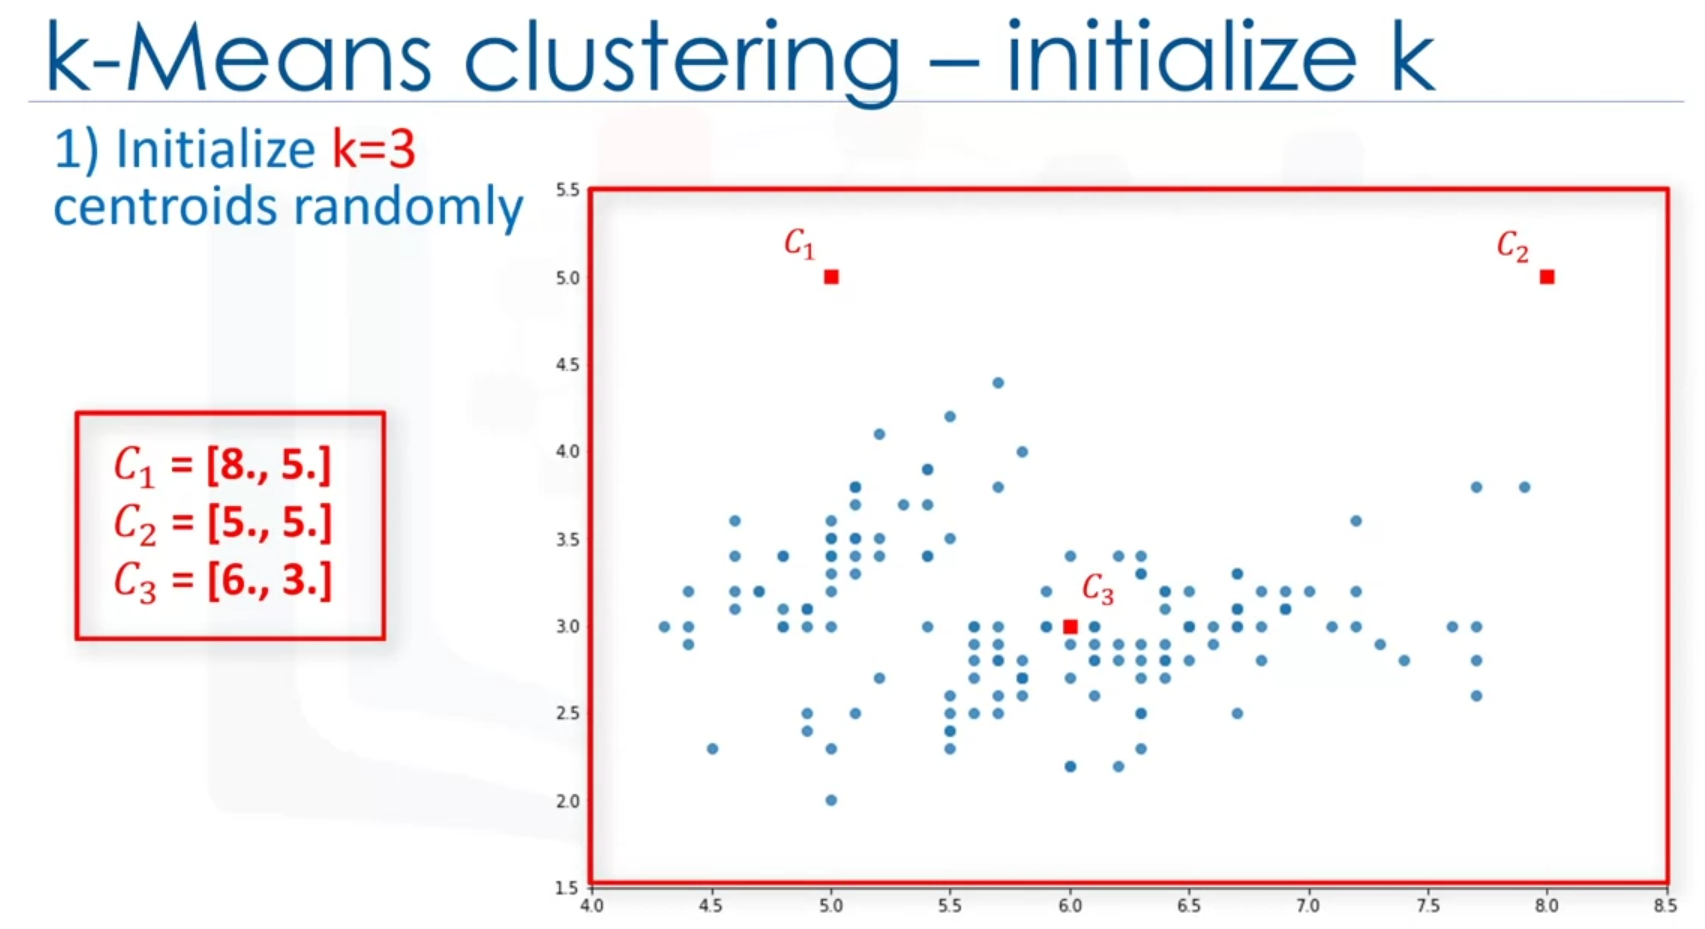 k-Means clustering – initialize k
1) Initialize k=3
centroids randomly
C₁ = [8., 5.]
C₂ = [5., 5.]
C₃ = [6., 3.]
5.5
5.0
4.5
4.0
3.5
3.0
2.5
2.0
1.5
C₁
C₂
C₃
4.0 4.5 5.0 5.5 6.0 6.5 7.0 7.5 8.0 8.5